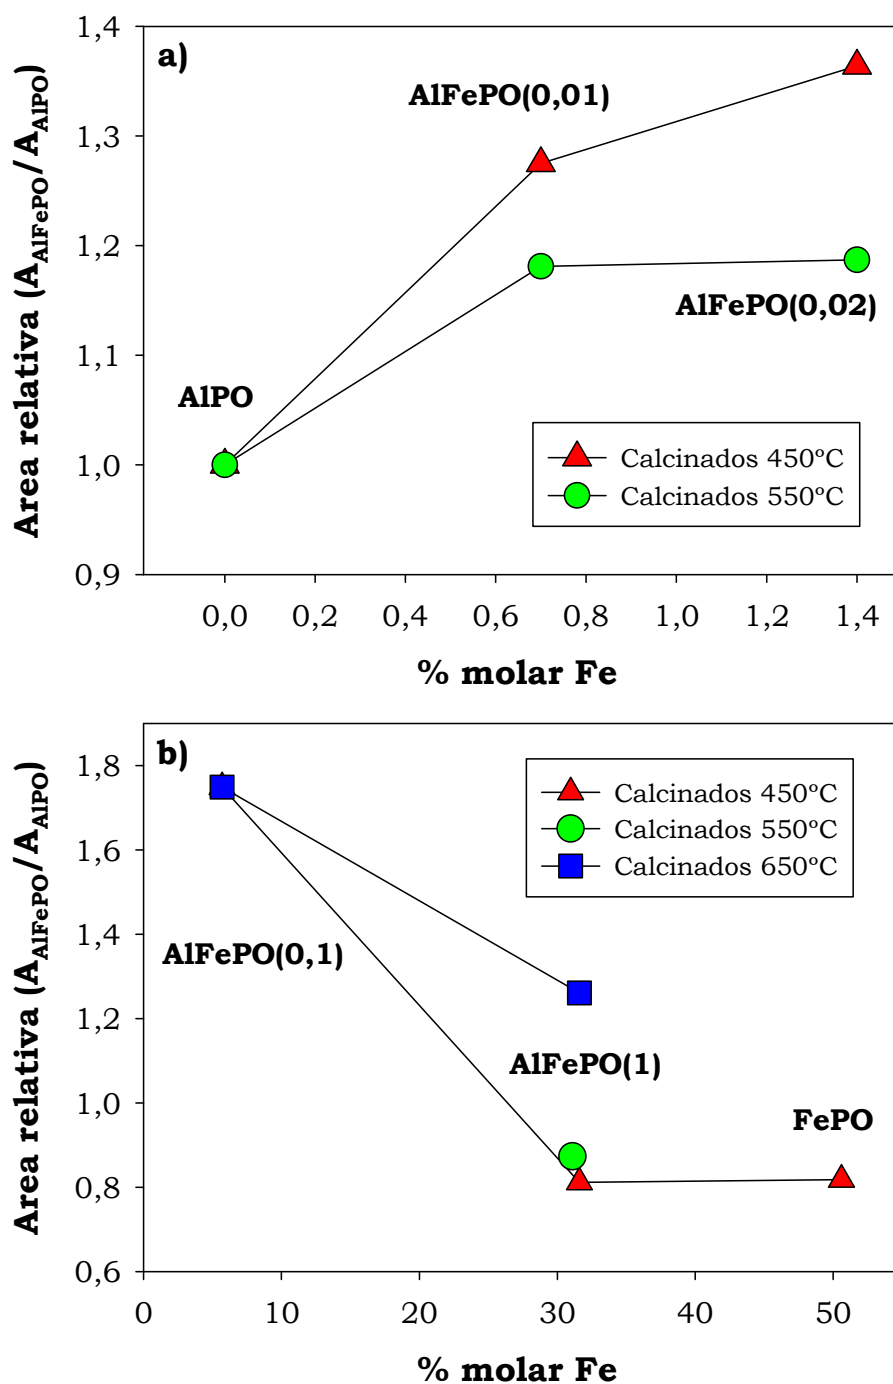 a)
1,4
1,3
1,2
1,1
1,0
0,9
Area relativa (A_AlFePO/A_AlPO)
AlFePO(0,01)
AlFePO(0,02)
AlPO
Calcinados 450ºC
Calcinados 550ºC
0,0 0,2 0,4 0,6 0,8 1,0 1,2 1,4
% molar Fe
b)
1,8
1,6
1,4
1,2
1,0
0,8
0,6
Area relativa (A_AlFePO/A_AlPO)
Calcinados 450ºC
Calcinados 550ºC
Calcinados 650ºC
AlFePO(0,1)
AlFePO(1)
FePO
0 10 20 30 40 50
% molar Fe